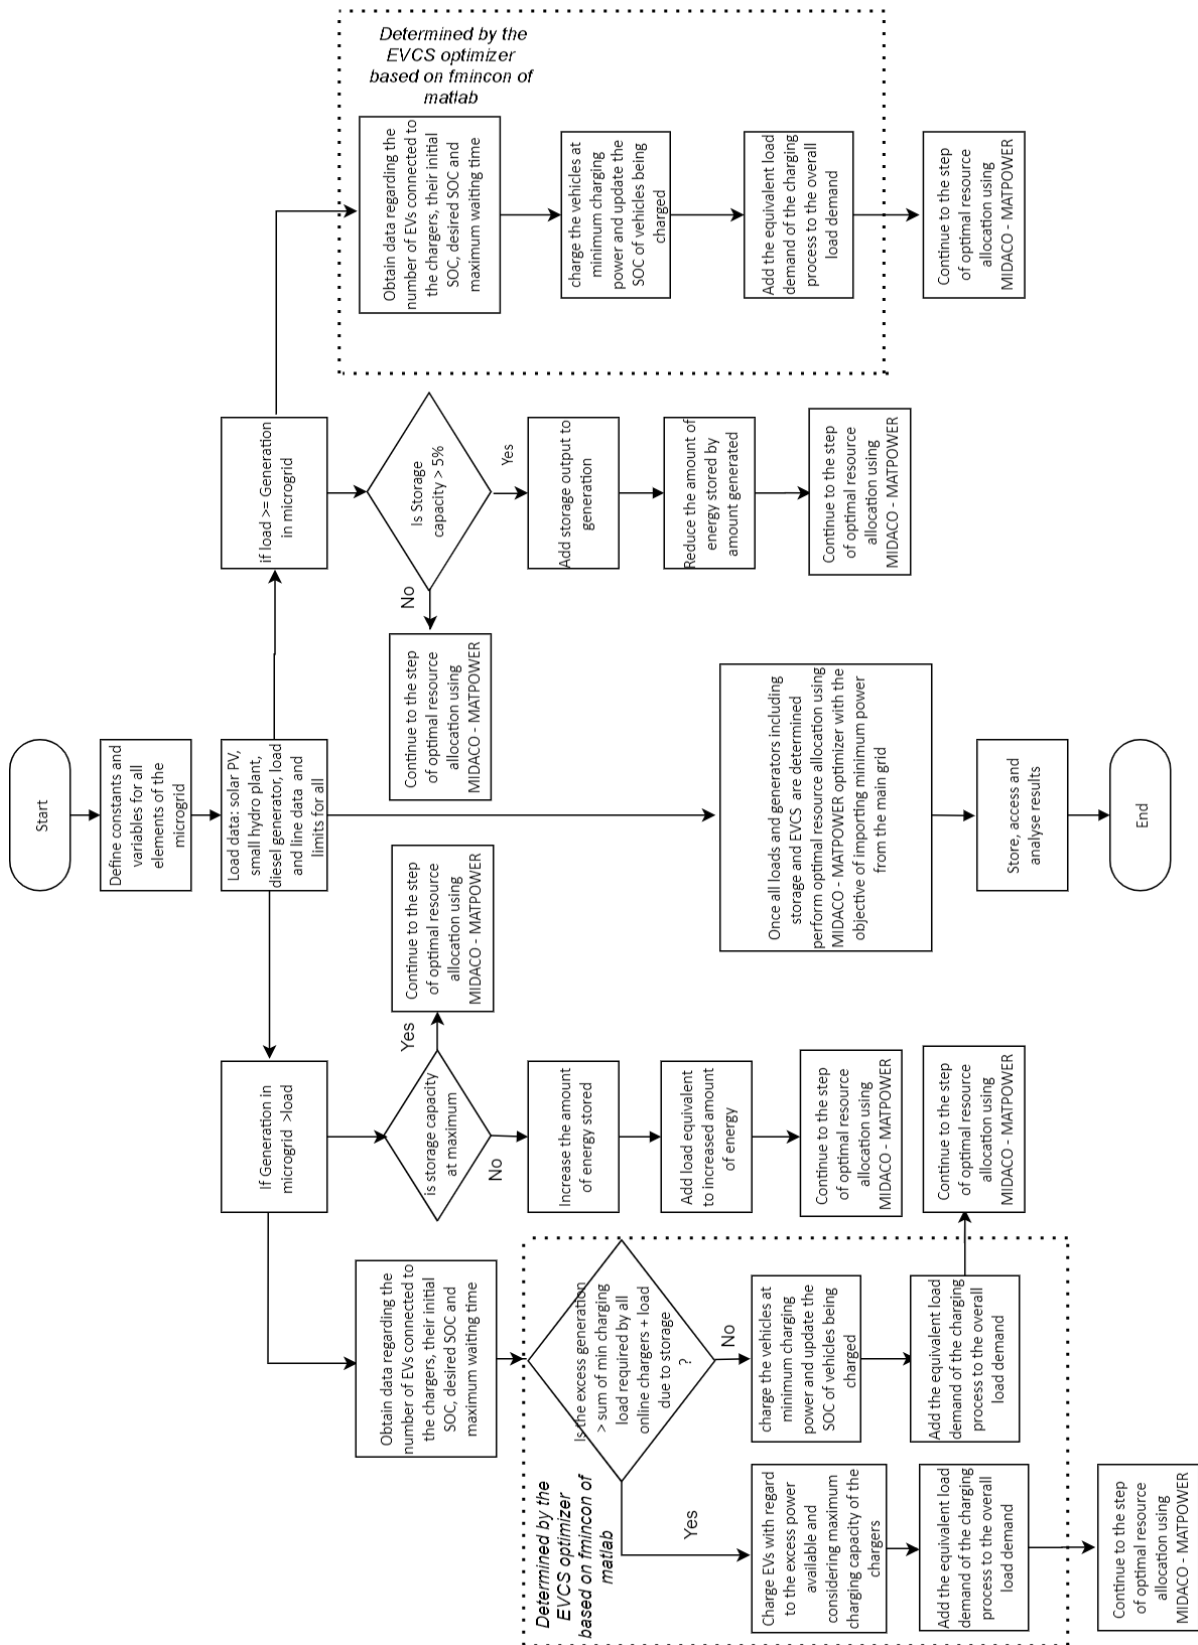 Start
Define constants and
variables for all
elements of the
microgrid
Load data: solar PV,
small hydro plant,
diesel generator, load
and line data and
limits for all
If Generation in
microgrid >load
if load >= Generation
in microgrid
Obtain data regarding the
number of EVs connected to
the chargers, their initial
SOC, desired SOC and
maximum waiting time
Determined by the
EVCS optimizer
based on fmincon of
matlab
Is the excess generation
> sum of min charging
load required by all
online chargers + load
due to storage
?
Yes
No
Charge EVs with regard
to the excess power
available and
considering maximum
charging capacity of the
chargers
Add the equivalent load
demand of the charging
process to the overall
load demand
Continue to the step
of optimal resource
allocation using
MIDACO - MATPOWER
charge the vehicles at
minimum charging
power and update the
SOC of vehicles being
charged
Add the equivalent load
demand of the charging
process to the overall
load demand
Continue to the step
of optimal resource
allocation using
MIDACO - MATPOWER
is storage capacity
at maximum
Yes
Continue to the step
of optimal resource
allocation using
MIDACO - MATPOWER
No
Increase the amount
of energy stored
Add load equivalent
to increased amount
of energy
Continue to the step
of optimal resource
allocation using
MIDACO - MATPOWER
Is Storage
capacity > 5%
No
Continue to the step
of optimal resource
allocation using
MIDACO - MATPOWER
Yes
Add storage output to
generation
Reduce the amount of
energy stored by
amount generated
Continue to the step
of optimal resource
allocation using
MIDACO - MATPOWER
Determined by the
EVCS optimizer
based on fmincon of
matlab
Obtain data regarding the
number of EVs connected to
the chargers, their initial
SOC, desired SOC and
maximum waiting time
charge the vehicles at
minimum charging
power and update the
SOC of vehicles being
charged
Add the equivalent load
demand of the charging
process to the overall
load demand
Continue to the step
of optimal resource
allocation using
MIDACO - MATPOWER
Once all loads and generators including
storage and EVCS are determined
perform optimal resource allocation using
MIDACO - MATPOWER optimizer with the
objective of importing minimum power
from the main grid
Store, access and
analyse results
End